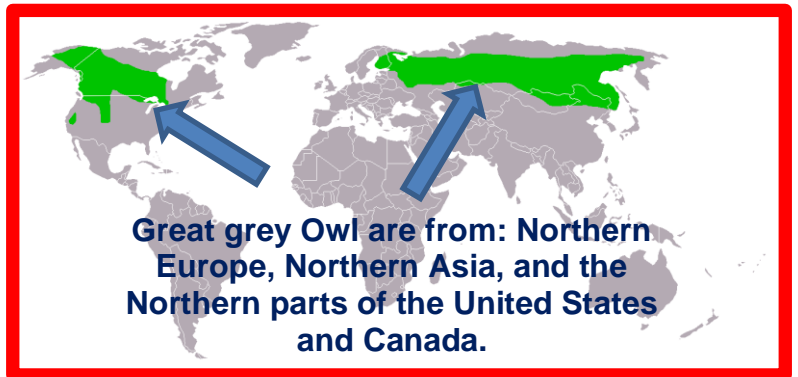 Great grey Owl are from: Northern
Europe, Northern Asia, and the
Northern parts of the United States
and Canada.